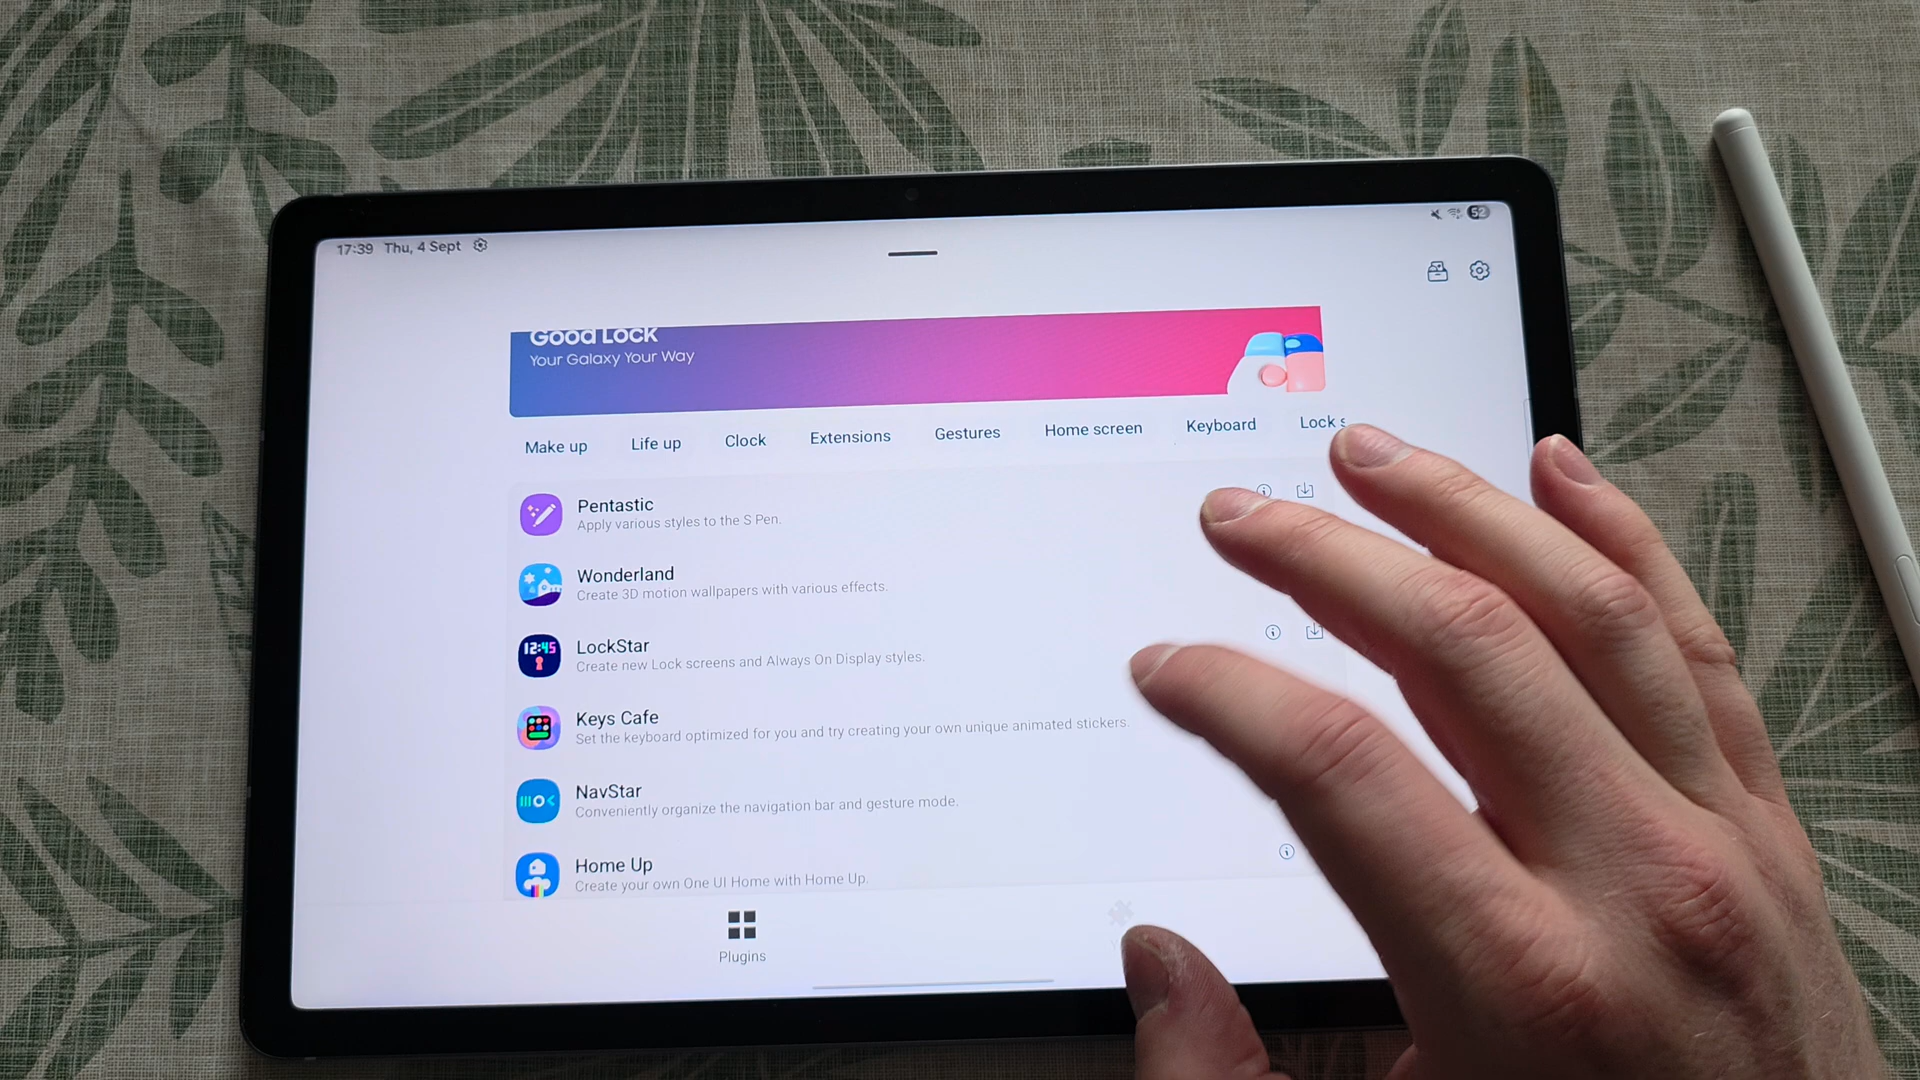 17:39 Thu, 4 Sept
52
Good Lock
Your Galaxy Your Way
Make up Life up Clock Extensions Gestures Home screen Keyboard Lock s
Pentastic
Apply various styles to the S Pen.
Wonderland
Create 3D motion wallpapers with various effects.
12:45
LockStar
Create new Lock screens and Always On Display styles.
Keys Cafe
Set the keyboard optimized for you and try creating your own unique animated stickers.
NavStar
Conveniently organize the navigation bar and gesture mode.
Home Up
Create your own One UI Home with Home Up.
Plugins